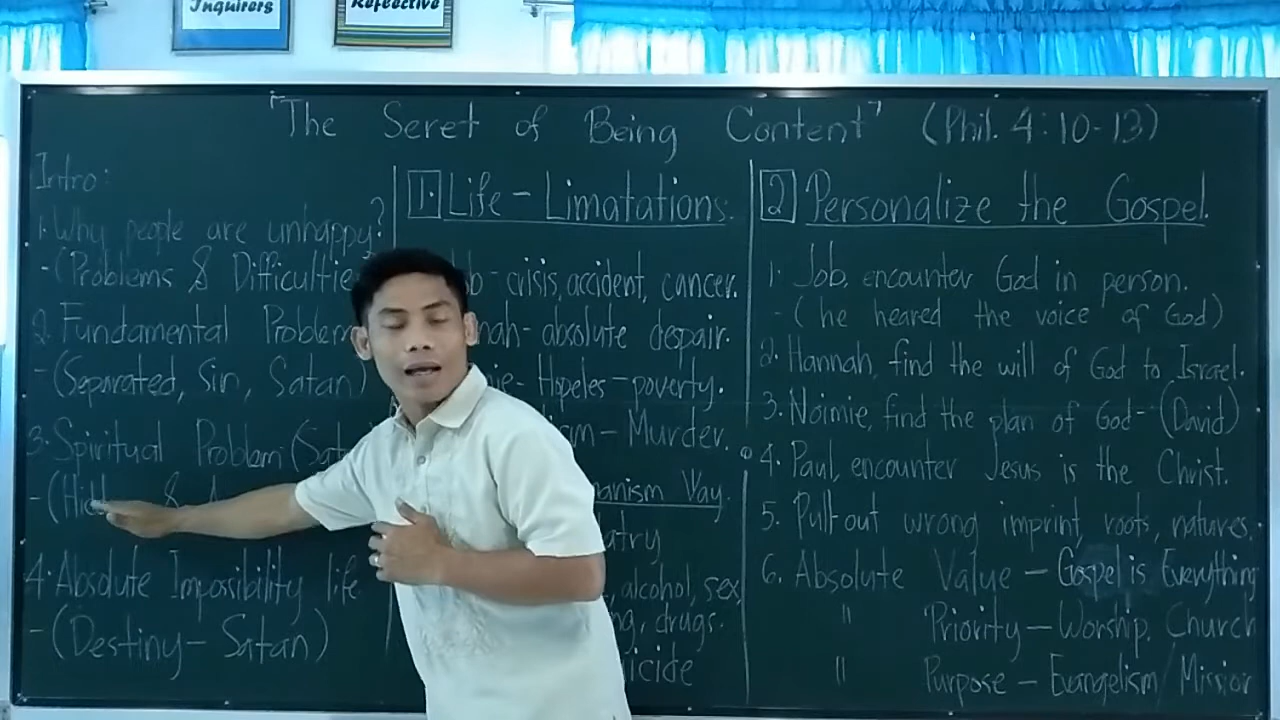 Inquirers
Reflective
"The Seret of Being Content" (Phil. 4:10-13)
Intro:
1. Why people are unhappy?
-(Problems & Difficultie
2. Fundamental Problem
-(Separated, Sin, Satan)
3. Spiritual Problem (Sat
-(Hid &
4. Absolute Impossibility life
-(Destiny - Satan)
1. Life - Limatations.
- crisis, accident, cancer.
nah - absolute despair.
- Hopeles - poverty.
- Murder.
manism Way.
atry
, alcohol, sex
ng, drugs.
icide
2 Personalize the Gospel.
1. Job, encounter God in person.
- (he heared the voice of God)
2. Hannah, find the will of God to Israel.
3. Noimie, find the plan of God - (David)
4. Paul, encounter Jesus is the Christ.
5. Pull-out wrong imprint, roots, natures.
6. Absolute Value - Gospel is Everything
" Priority - Worship, Church
" Purpose - Evangelism/Mission